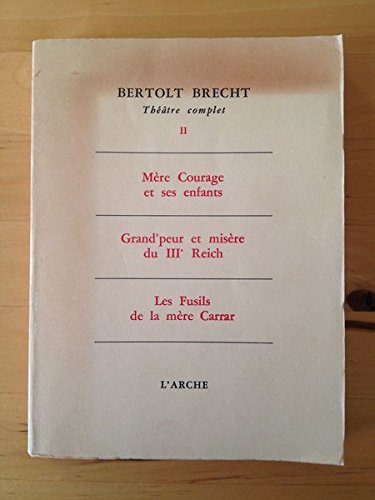 BERTOLT BRECHT
Théâtre complet
II
Mère Courage
et ses enfants
Grand'peur et misère
du IIIᵉ Reich
Les Fusils
de la mère Carrar
L'ARCHE